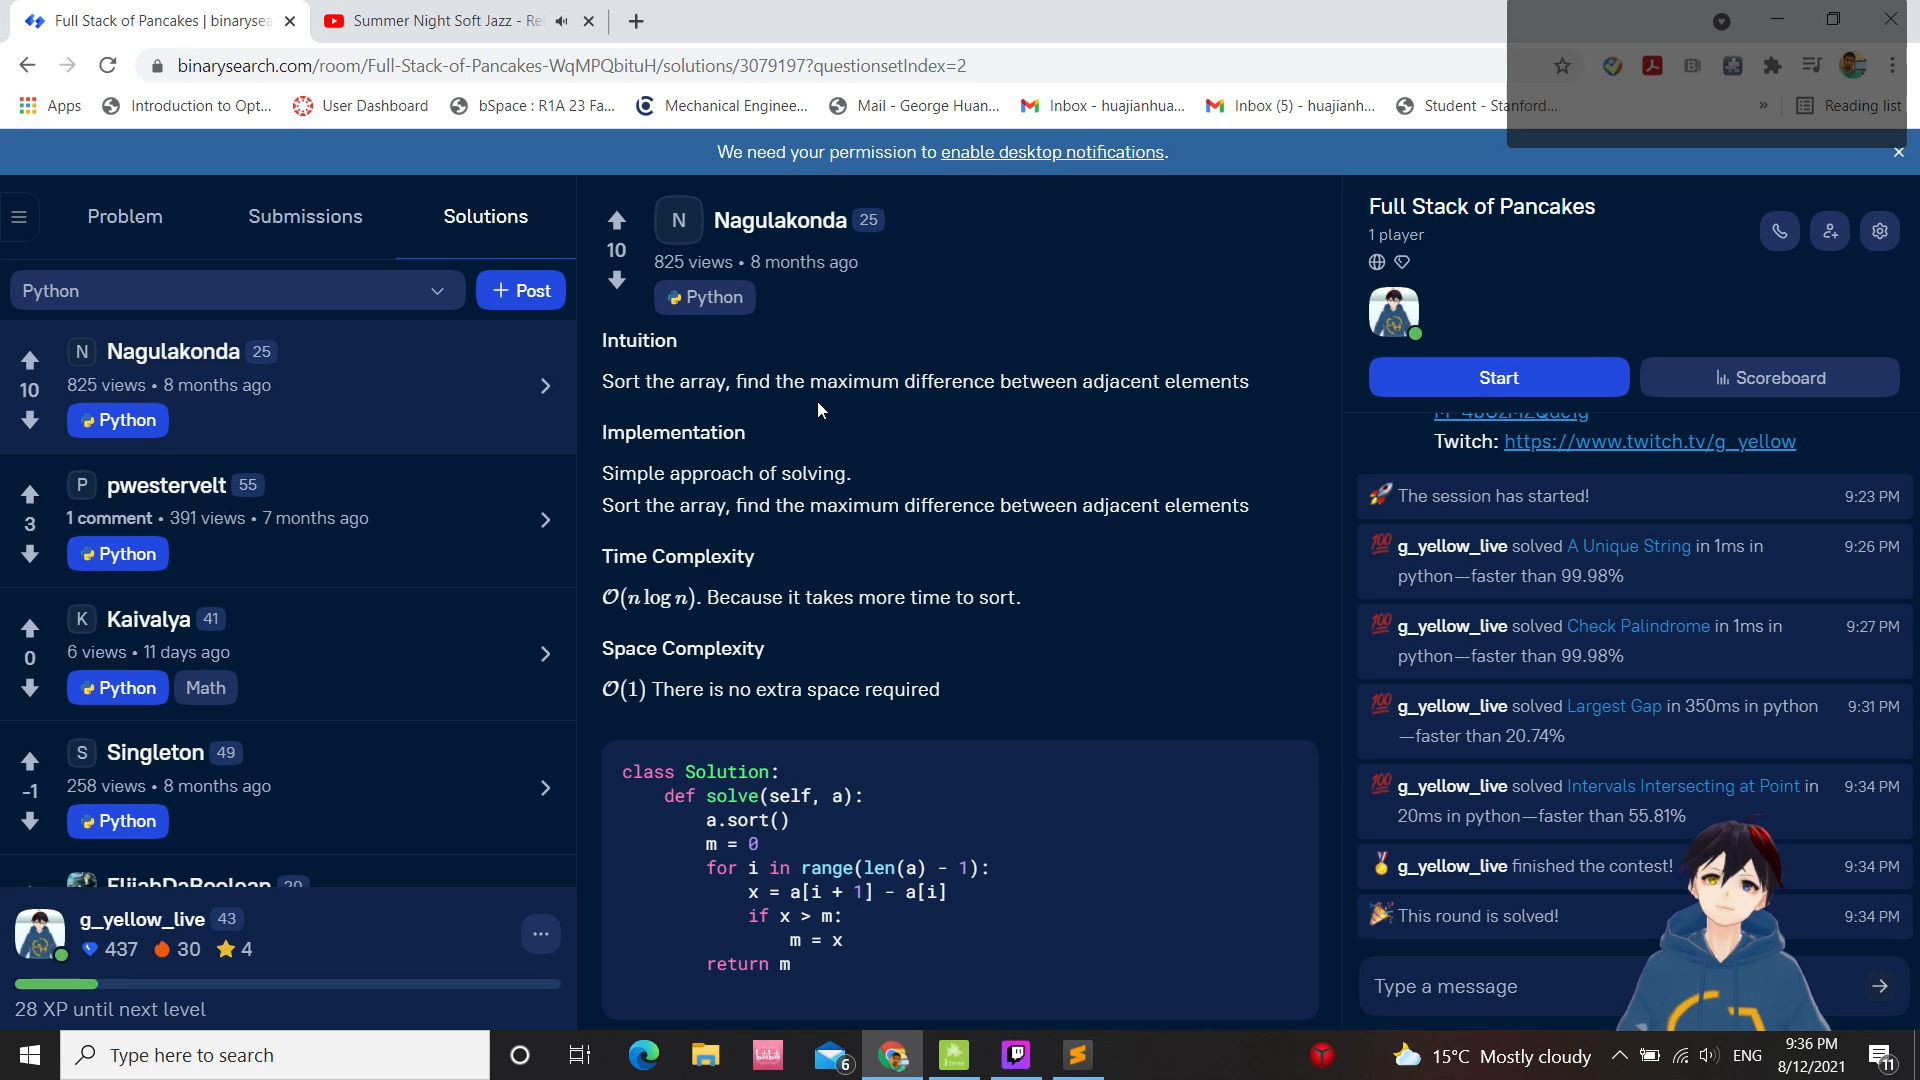 Full Stack of Pancakes | binarysea
Summer Night Soft Jazz - Re
binarysearch.com/room/Full-Stack-of-Pancakes-WqMPQbituH/solutions/3079197?questionsetIndex=2
Apps
Introduction to Opt...
User Dashboard
bSpace : R1A 23 Fa...
Mechanical Enginee...
Mail - George Huan...
Inbox - huajianhua...
Inbox (5) - huajianh...
Student - Stanford...
»
Reading list
We need your permission to enable desktop notifications.
Problem
Submissions
Solutions
Python
+ Post
N Nagulakonda 25
10
825 views • 8 months ago
Python
P pwestervelt 55
3
1 comment • 391 views • 7 months ago
Python
K Kaivalya 41
0
6 views • 11 days ago
Python
Math
S Singleton 49
-1
258 views • 8 months ago
Python
ElijahDaBoolean 20
g_yellow_live 43
437 30 4
28 XP until next level
N Nagulakonda 25
10
825 views • 8 months ago
Python
Intuition
Sort the array, find the maximum difference between adjacent elements
Implementation
Simple approach of solving.
Sort the array, find the maximum difference between adjacent elements
Time Complexity
O(n log n). Because it takes more time to sort.
Space Complexity
O(1) There is no extra space required
class Solution:
def solve(self, a):
a.sort()
m = 0
for i in range(len(a) - 1):
x = a[i + 1] - a[i]
if x > m:
m = x
return m
Full Stack of Pancakes
1 player
Start
Scoreboard
Twitch: https://www.twitch.tv/g_yellow
The session has started! 9:23 PM
g_yellow_live solved A Unique String in 1ms in 9:26 PM
python—faster than 99.98%
g_yellow_live solved Check Palindrome in 1ms in 9:27 PM
python—faster than 99.98%
g_yellow_live solved Largest Gap in 350ms in python 9:31 PM
—faster than 20.74%
g_yellow_live solved Intervals Intersecting at Point in 9:34 PM
20ms in python—faster than 55.81%
g_yellow_live finished the contest! 9:34 PM
This round is solved! 9:34 PM
Type a message
Type here to search
6
15°C Mostly cloudy
ENG
9:36 PM
8/12/2021
11